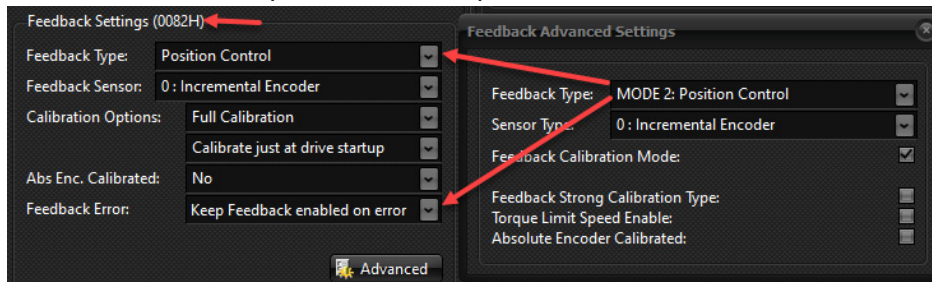 Feedback Settings (0082H)
Feedback Type: Position Control
Feedback Sensor: 0 : Incremental Encoder
Calibration Options: Full Calibration
Calibrate just at drive startup
Abs Enc. Calibrated: No
Feedback Error: Keep Feedback enabled on error
Advanced
Feedback Advanced Settings
Feedback Type: MODE 2: Position Control
Sensor Type: 0 : Incremental Encoder
Feedback Calibration Mode:
Feedback Strong Calibration Type:
Torque Limit Speed Enable:
Absolute Encoder Calibrated: